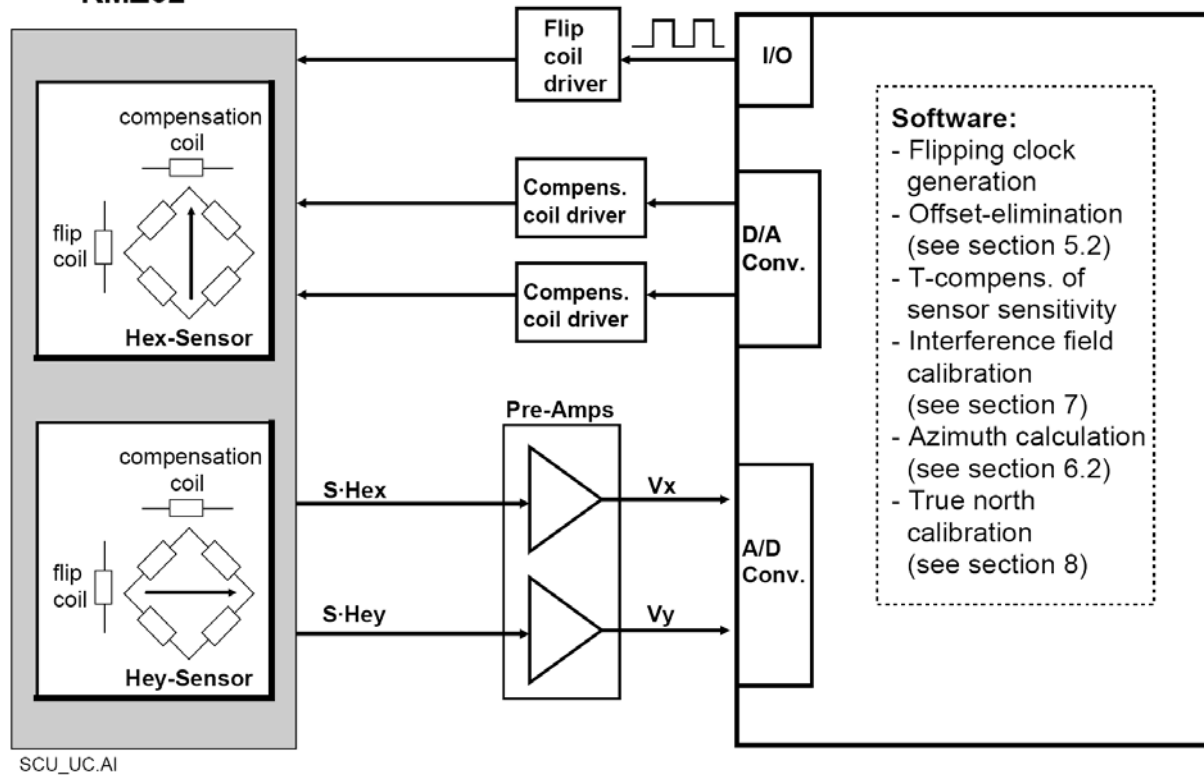 compensation
coil
flip
coil
Hex-Sensor
compensation
coil
flip
coil
Hey-Sensor
Flip
coil
driver
I/O
Compens.
coil driver
Compens.
coil driver
D/A
Conv.
Pre-Amps
S·Hex
Vx
S·Hey
Vy
A/D
Conv.
Software:
- Flipping clock
generation
- Offset-elimination
(see section 5.2)
- T-compens. of
sensor sensitivity
- Interference field
calibration
(see section 7)
- Azimuth calculation
(see section 6.2)
- True north
calibration
(see section 8)
SCU_UC.AI